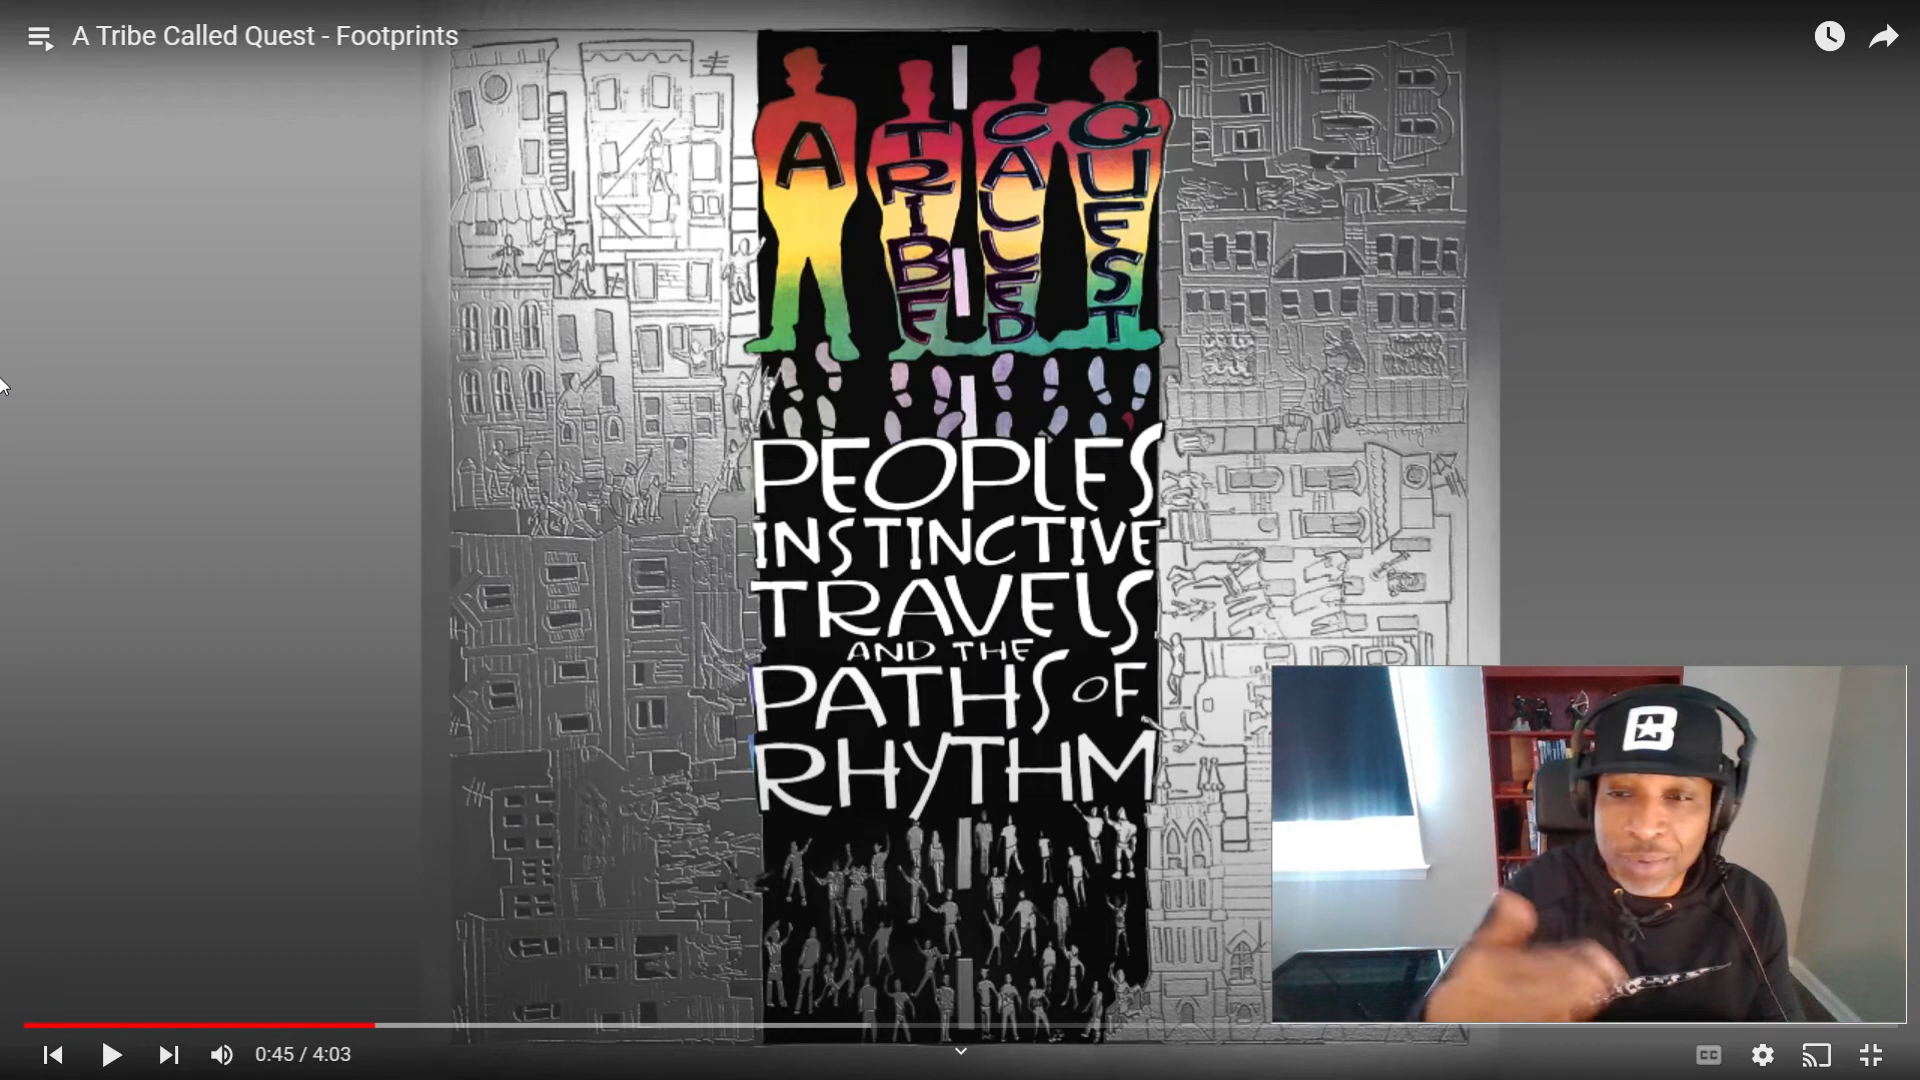 A Tribe Called Quest - Footprints
A TRIBE CALLED QUEST
PEOPLES
INSTINCTIVE
TRAVELS
AND THE
PATHS OF
RHYTHM
B
0:45 / 4:03
CC